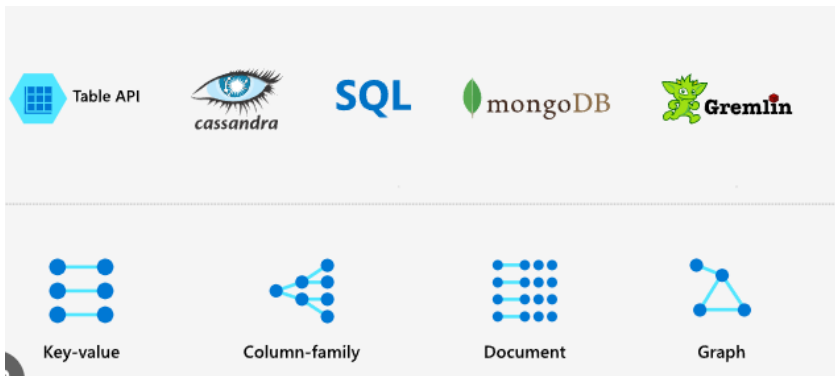 Table API
cassandra
SQL
mongoDB
Gremlin
Key-value
Column-family
Document
Graph